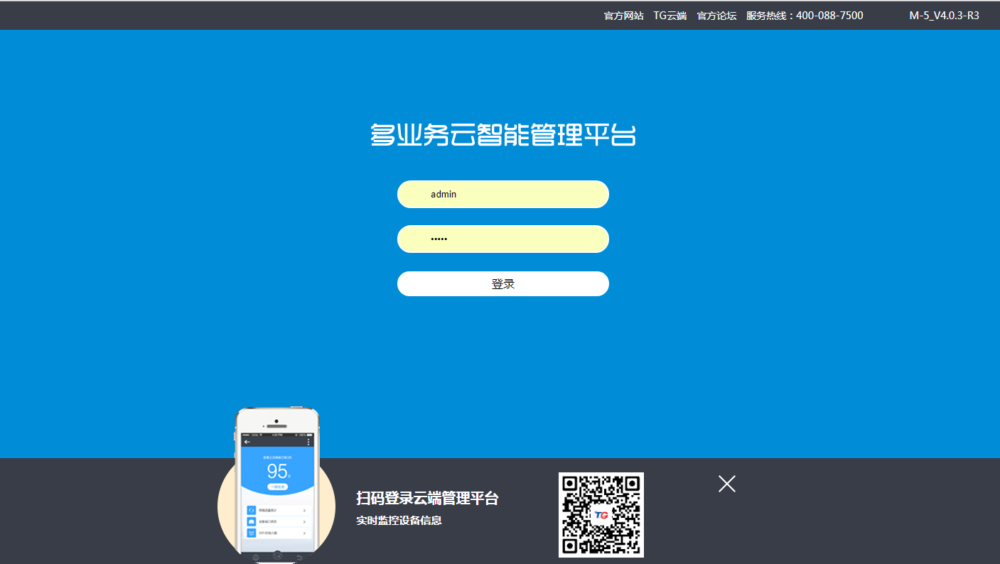 官方网站 TG云端 官方论坛 服务热线：400-088-7500 M-5_V4.0.3-R3
多业务云智能管理平台
admin
•••••
登录
95
扫码登录云端管理平台
实时监控设备信息
TG